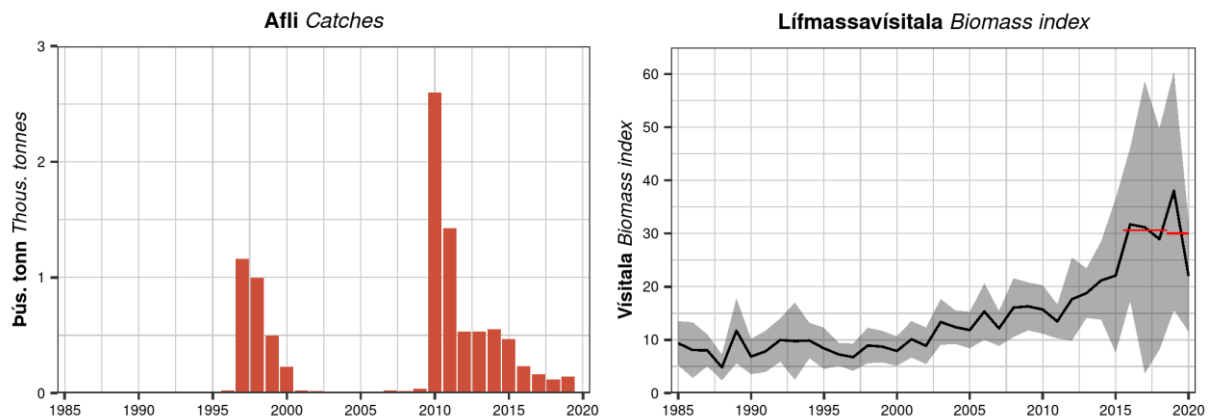 Afli Catches
Þús. tonn Thous. tonnes
3
2
1
0
1985 1990 1995 2000 2005 2010 2015 2020
Lífmassavísitala Biomass index
Vísitala Biomass index
60
50
40
30
20
10
0
1985 1990 1995 2000 2005 2010 2015 2020